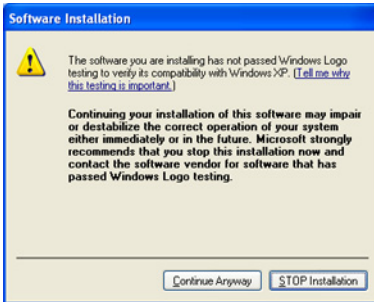 Software Installation
The software you are installing has not passed Windows Logo
testing to verify its compatibility with Windows XP. (Tell me why
this testing is important.)
Continuing your installation of this software may impair
or destabilize the correct operation of your system
either immediately or in the future. Microsoft strongly
recommends that you stop this installation now and
contact the software vendor for software that has
passed Windows Logo testing.
Continue Anyway
STOP Installation